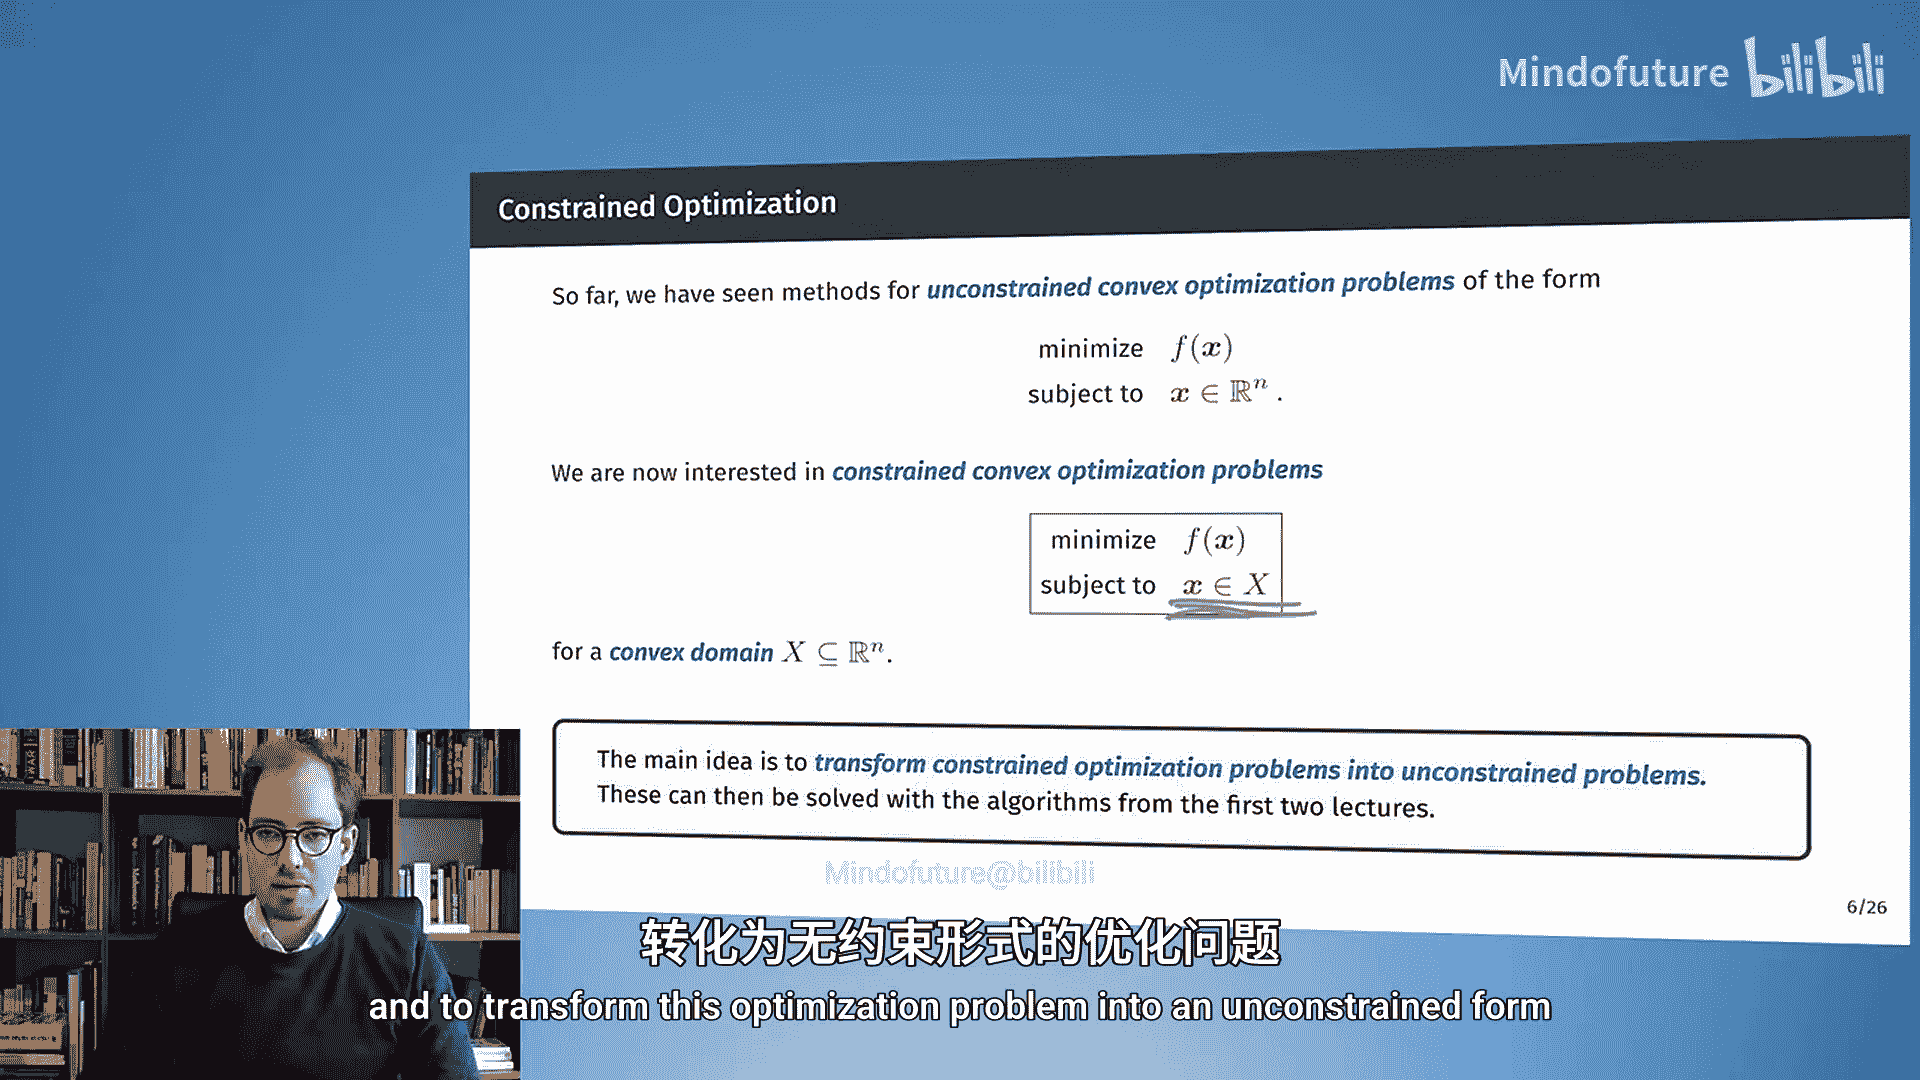 Mindofuture bilibili
Constrained Optimization
So far, we have seen methods for unconstrained convex optimization problems of the form
minimize f(x)
subject to x ∈ ℝⁿ .
We are now interested in constrained convex optimization problems
minimize f(x)
subject to x ∈ X
for a convex domain X ⊆ ℝⁿ.
The main idea is to transform constrained optimization problems into unconstrained problems.
These can then be solved with the algorithms from the first two lectures.
Mindofuture@bilibili
6/26
转化为无约束形式的优化问题
and to transform this optimization problem into an unconstrained form